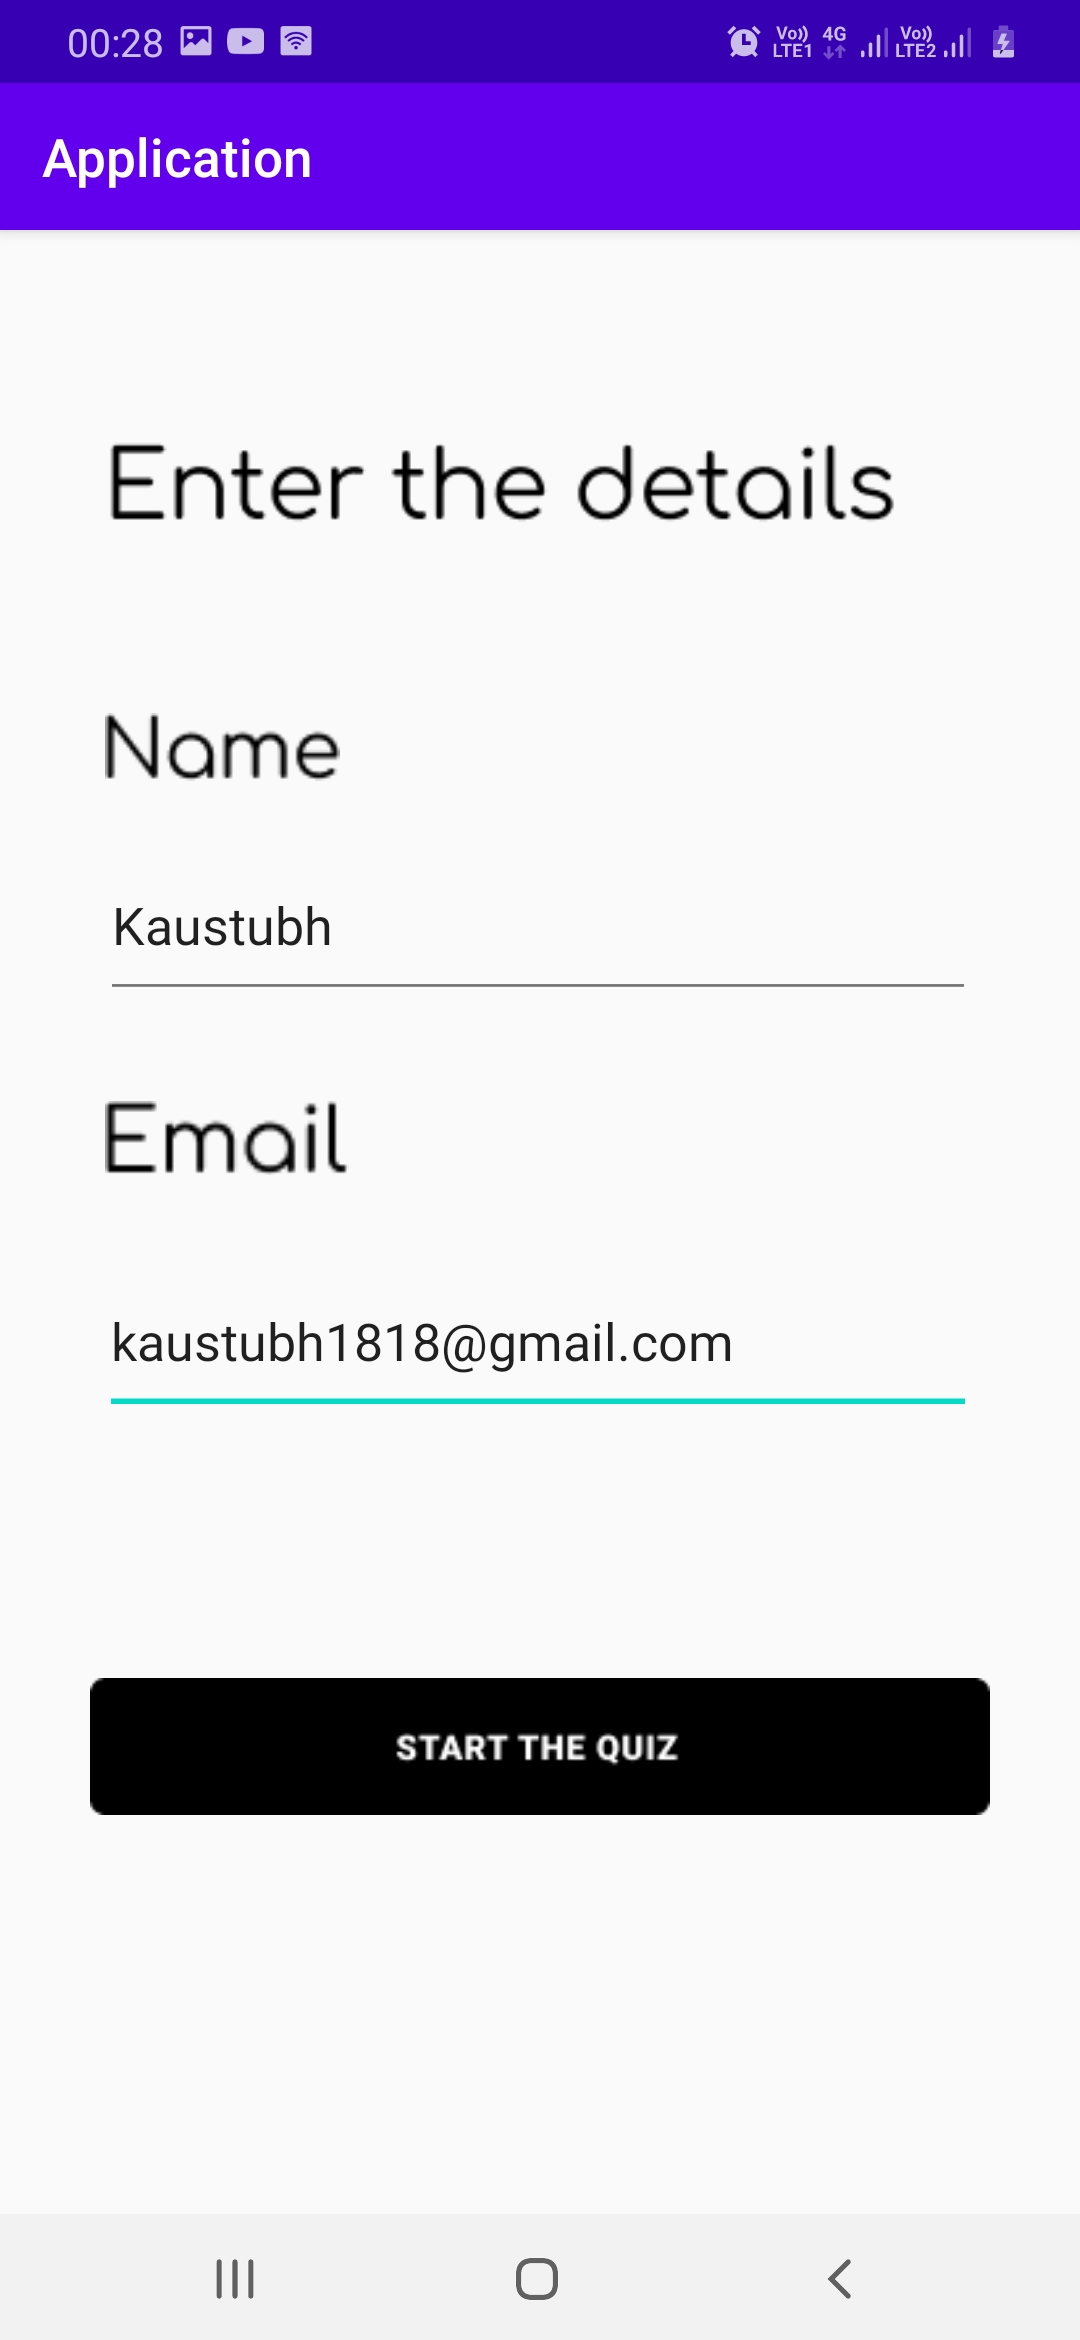 00:28 Vo)) LTE1 4G Vo)) LTE2
Application
Enter the details
Name
Kaustubh
Email
kaustubh1818@gmail.com
START THE QUIZ